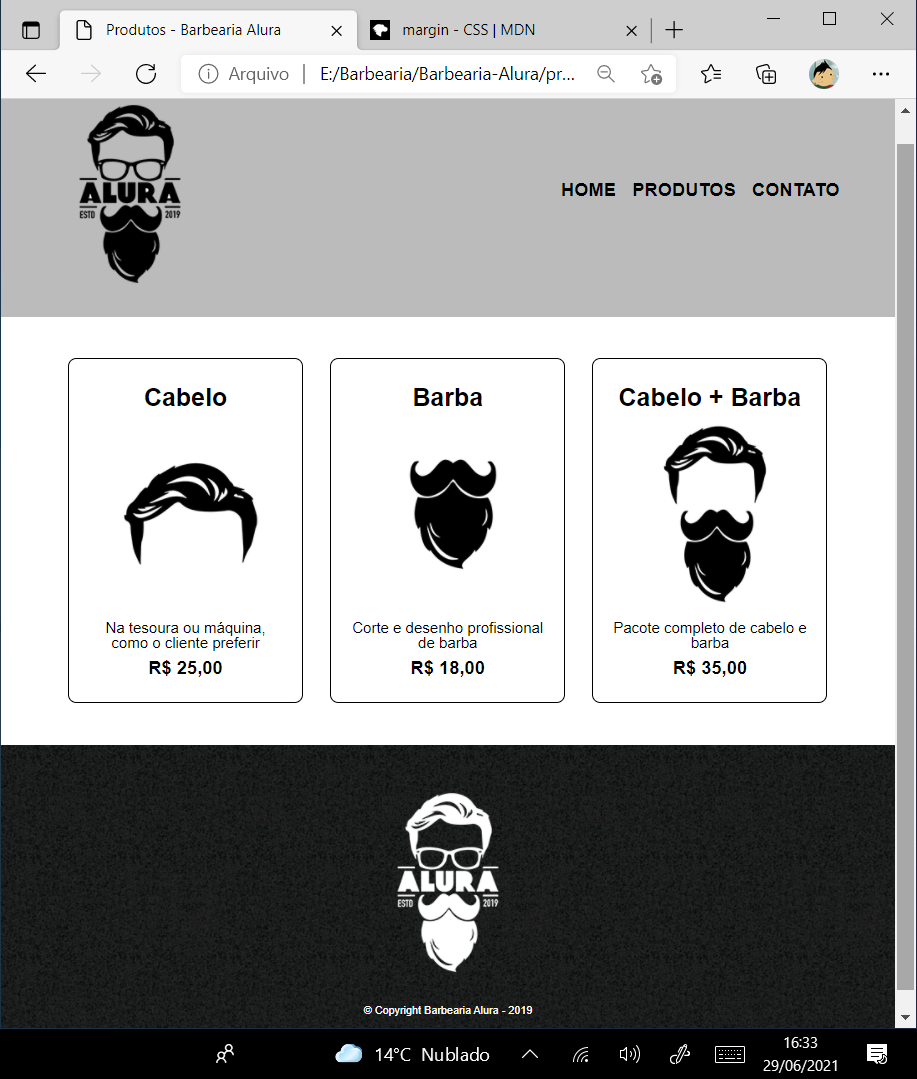 Produtos - Barbearia Alura
margin - CSS | MDN
Arquivo
E:/Barbearia/Barbearia-Alura/pr...
ALURA
ESTD 2019
HOME PRODUTOS CONTATO
Cabelo
Na tesoura ou máquina,
como o cliente preferir
R$ 25,00
Barba
Corte e desenho profissional
de barba
R$ 18,00
Cabelo + Barba
Pacote completo de cabelo e
barba
R$ 35,00
ALURA
ESTD 2019
© Copyright Barbearia Alura - 2019
14°C Nublado
16:33
29/06/2021